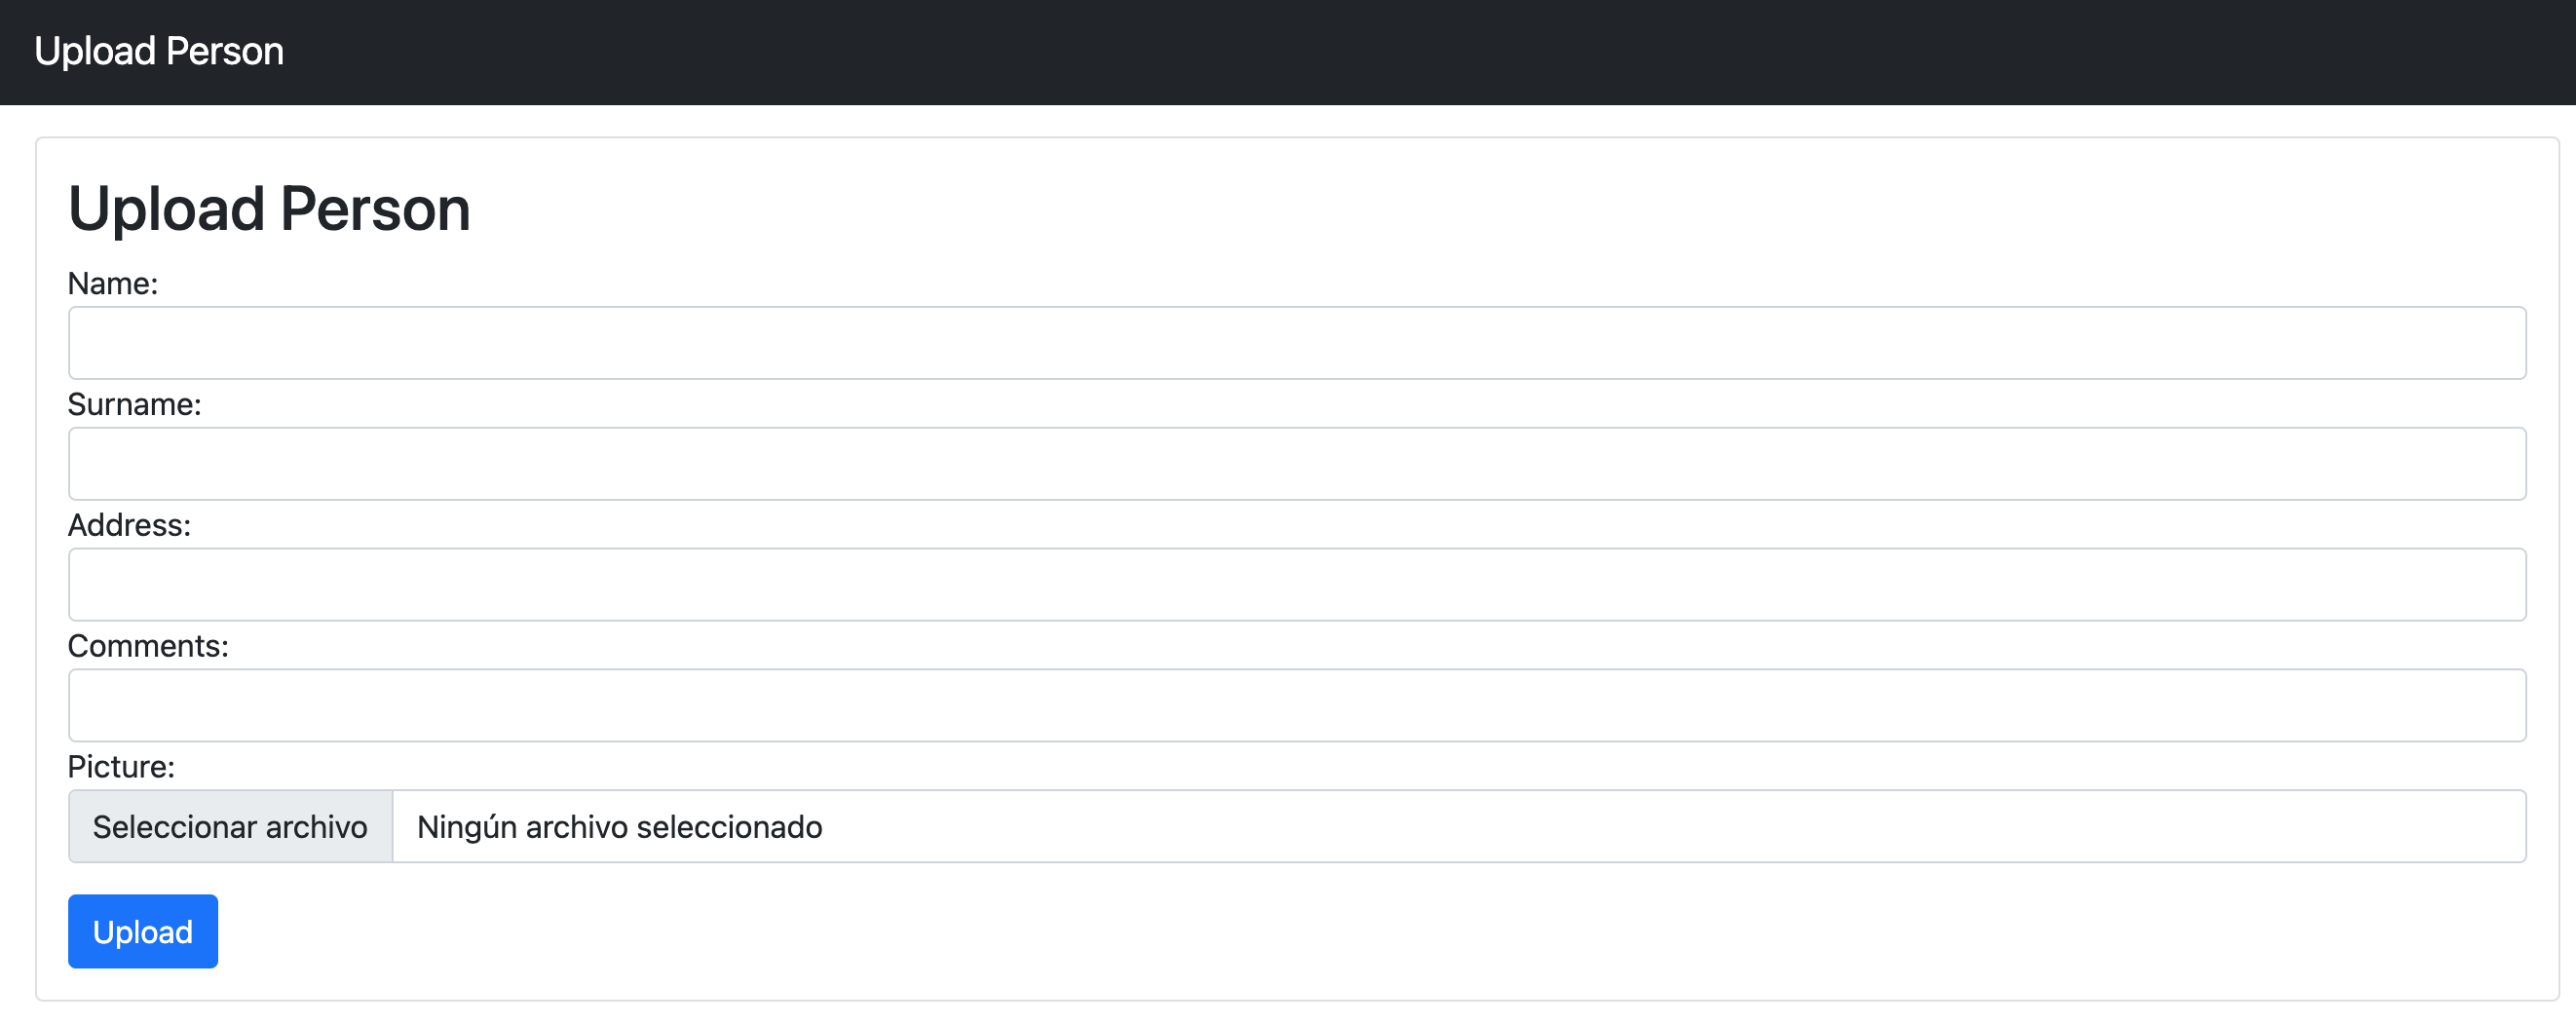 Upload Person
Upload Person
Name:
Surname:
Address:
Comments:
Picture:
Seleccionar archivo Ningún archivo seleccionado
Upload